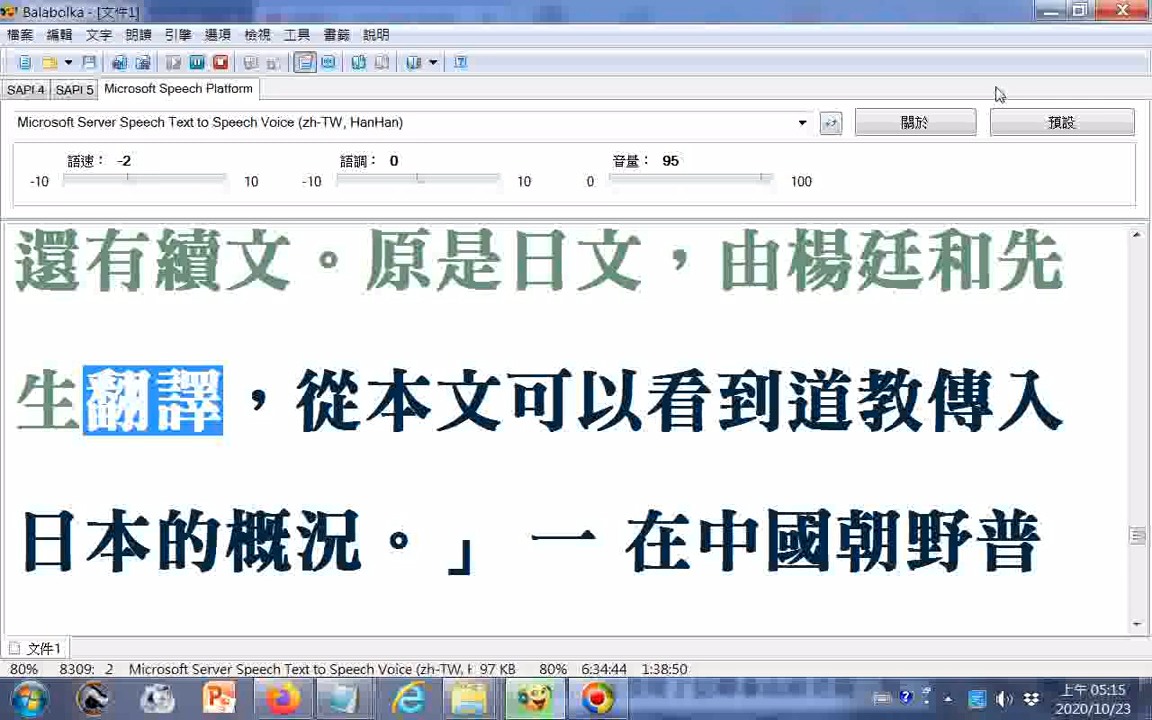 Balabolka - [文件1]
檔案 編輯 文字 朗讀 引擎 選項 檢視 工具 書籤 說明
SAPI 4 SAPI 5 Microsoft Speech Platform
Microsoft Server Speech Text to Speech Voice (zh-TW, HanHan) 關於 預設
語速： -2 語調： 0 音量： 95
-10 10 -10 10 0 100
還有續文。原是日文，由楊廷和先
生翻譯，從本文可以看到道教傳入
日本的概況。」 一 在中國朝野普
文件1
80% 8309: 2 Microsoft Server Speech Text to Speech Voice (zh-TW, H 97 KB 80% 6:34:44 1:38:50
上午 05:15
2020/10/23